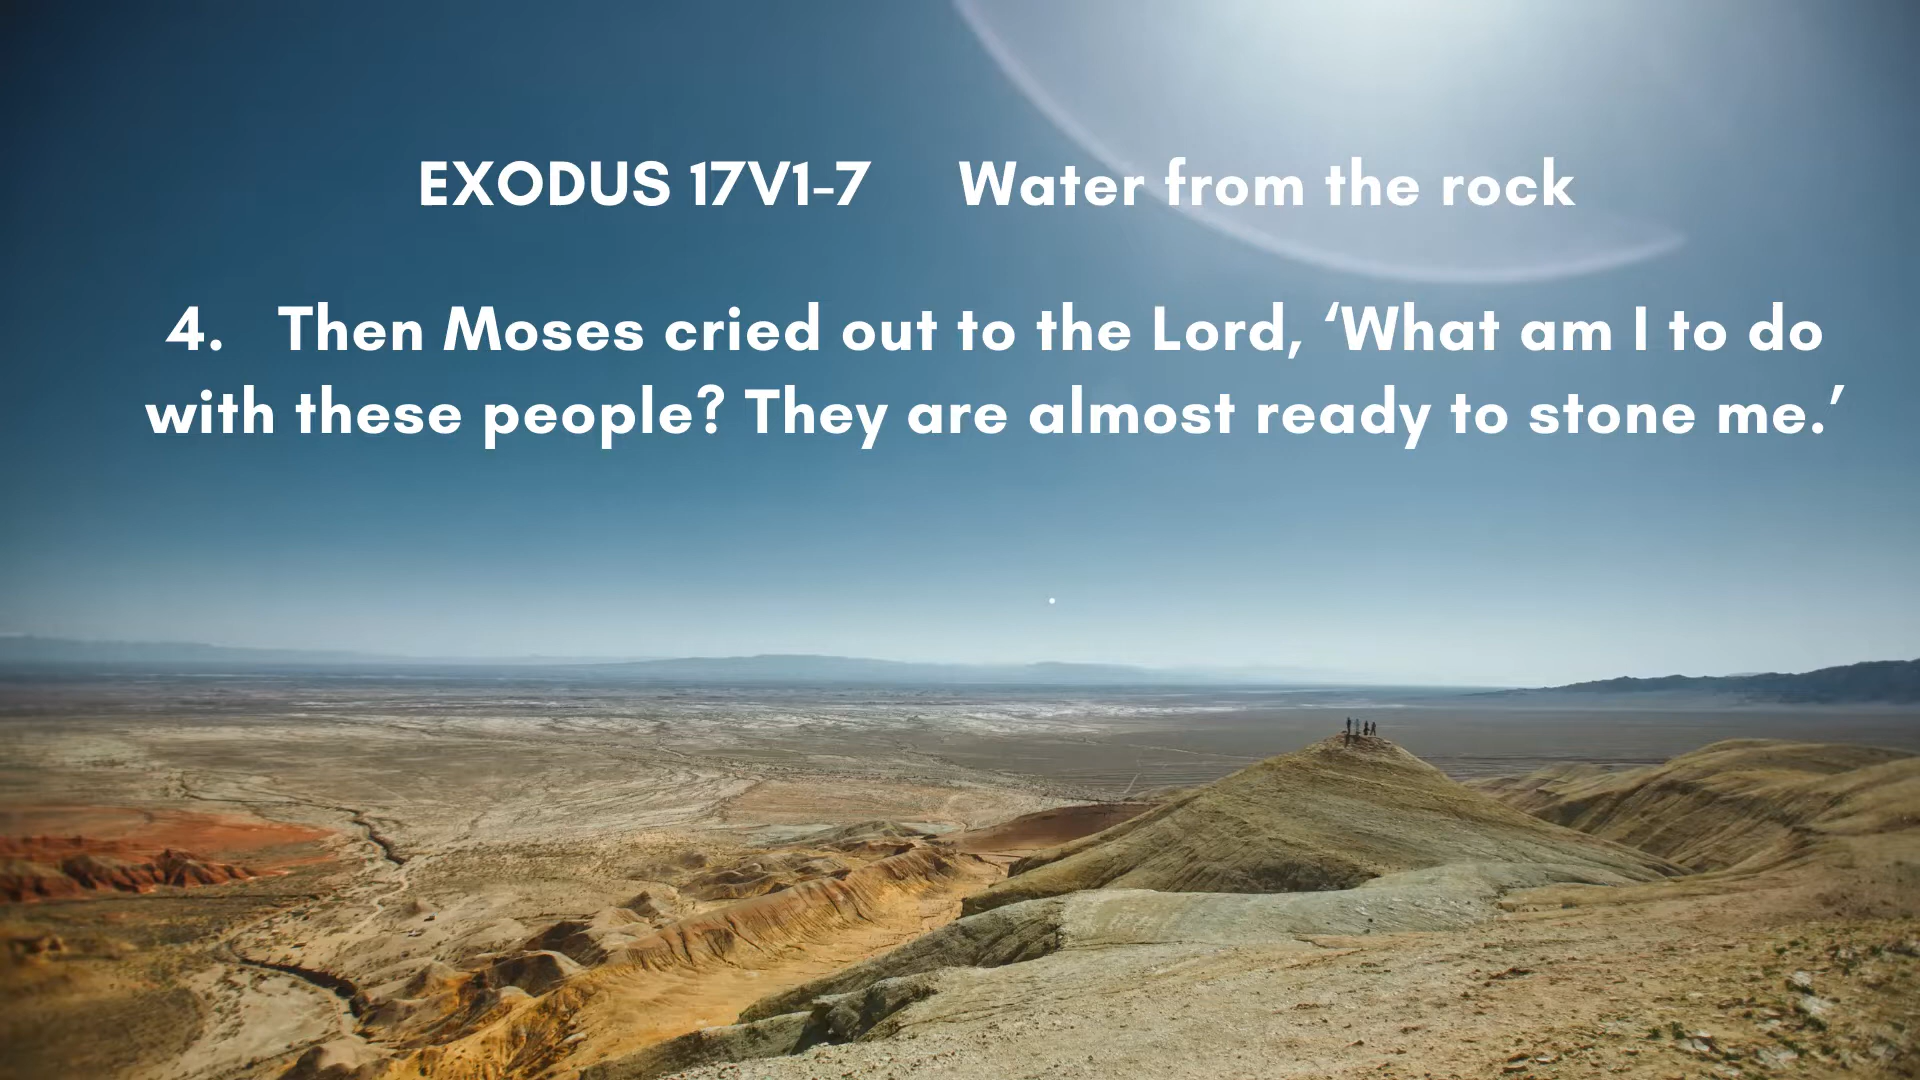 EXODUS 17V1-7 Water from the rock
4. Then Moses cried out to the Lord, ‘What am I to do
with these people? They are almost ready to stone me.’